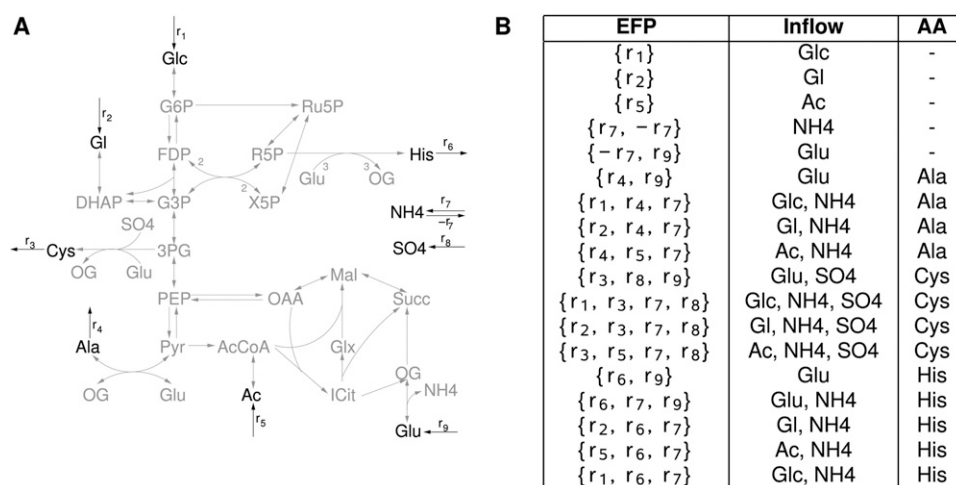 A
r1
Glc
G6P
Ru5P
r2
Gl
FDP
2
R5P
His
r6
Glu
3
3
OG
DHAP
G3P
2
X5P
NH4
r7
−r7
SO4
SO4
r8
r3
Cys
3PG
OG
Glu
Mal
PEP
OAA
Succ
r4
Ala
Pyr
AcCoA
Glx
OG
NH4
OG
Glu
Ac
ICit
r5
Glu
r9
B
EFP Inflow AA
{r1} Glc -
{r2} Gl -
{r5} Ac -
{r7, −r7} NH4 -
{−r7, r9} Glu -
{r4, r9} Glu Ala
{r1, r4, r7} Glc, NH4 Ala
{r2, r4, r7} Gl, NH4 Ala
{r4, r5, r7} Ac, NH4 Ala
{r3, r8, r9} Glu, SO4 Cys
{r1, r3, r7, r8} Glc, NH4, SO4 Cys
{r2, r3, r7, r8} Gl, NH4, SO4 Cys
{r3, r5, r7, r8} Ac, NH4, SO4 Cys
{r6, r9} Glu His
{r6, r7, r9} Glu, NH4 His
{r2, r6, r7} Gl, NH4 His
{r5, r6, r7} Ac, NH4 His
{r1, r6, r7} Glc, NH4 His